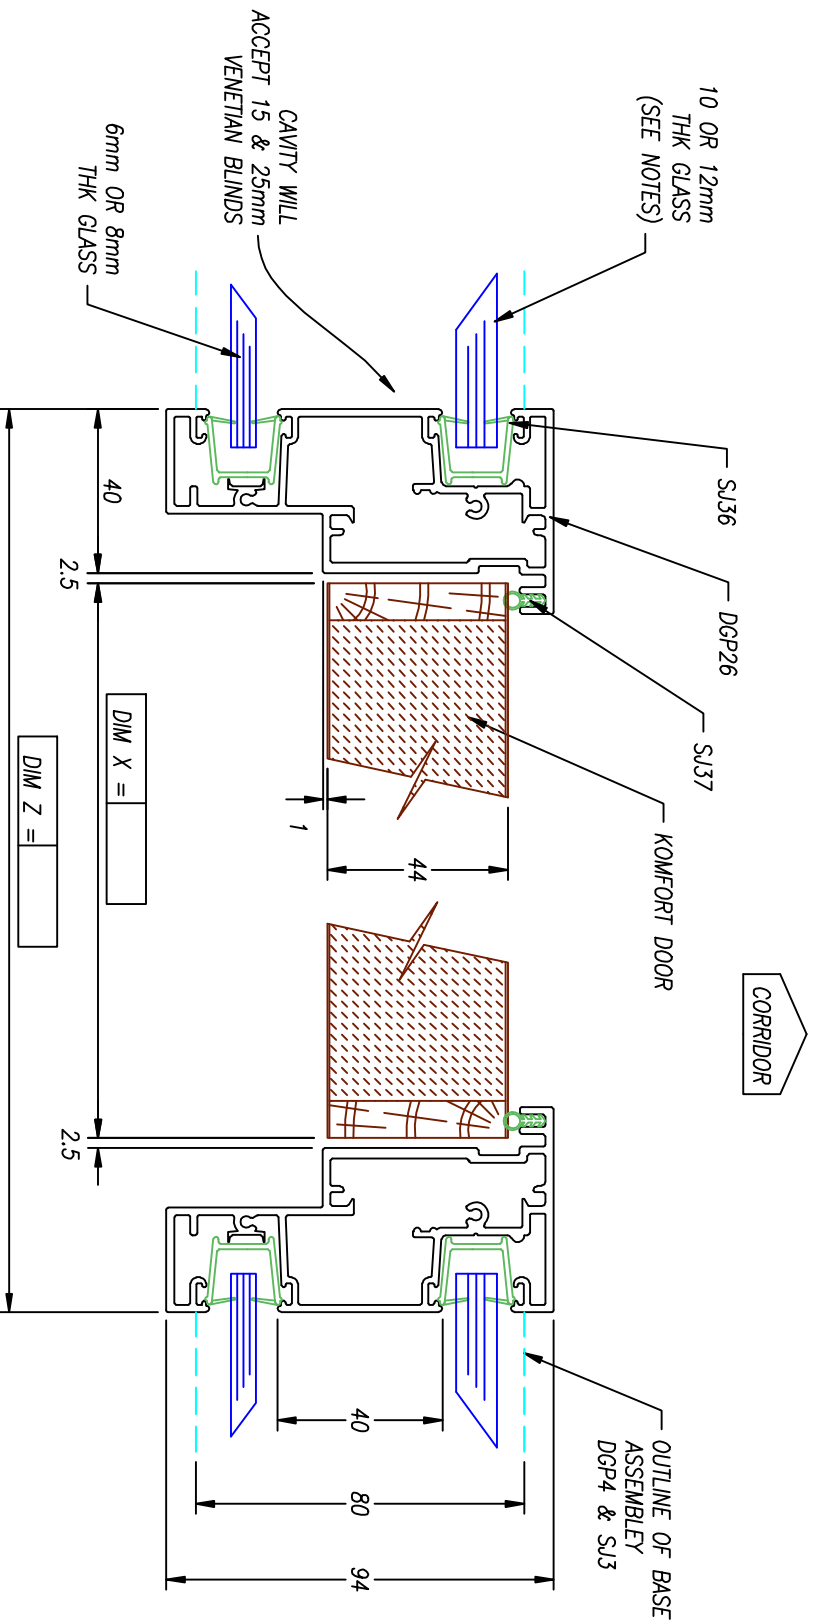 CORRIDOR
10 OR 12mm
THK GLASS
(SEE NOTES)
SJ36
DGP26
SJ37
KOMFORT DOOR
OUTLINE OF BASE
ASSEMBLEY
DGP4 & SJ3
CAVITY WILL
ACCEPT 15 & 25mm
VENETIAN BLINDS
6mm OR 8mm
THK GLASS
44
1
40
80
94
40
2.5
2.5
DIM X =
DIM Z =